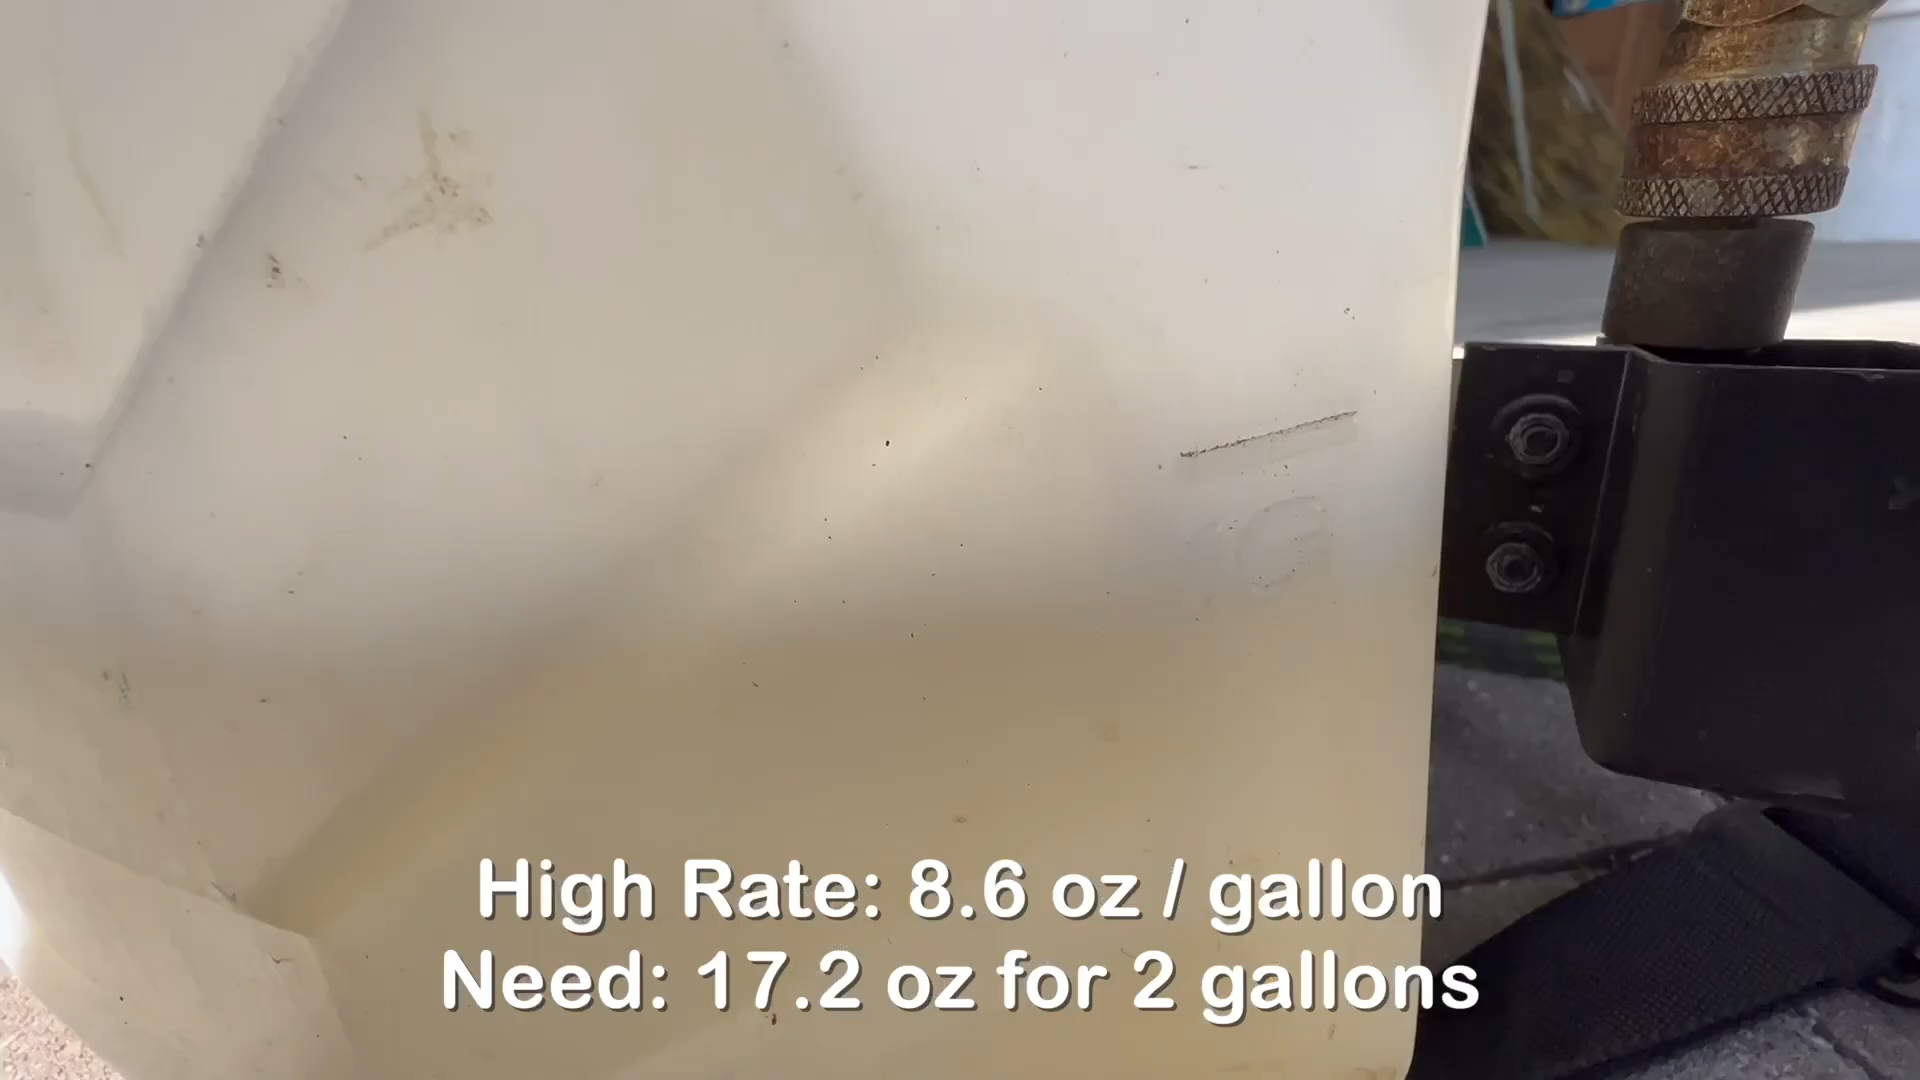 High Rate: 8.6 oz / gallon
Need: 17.2 oz for 2 gallons